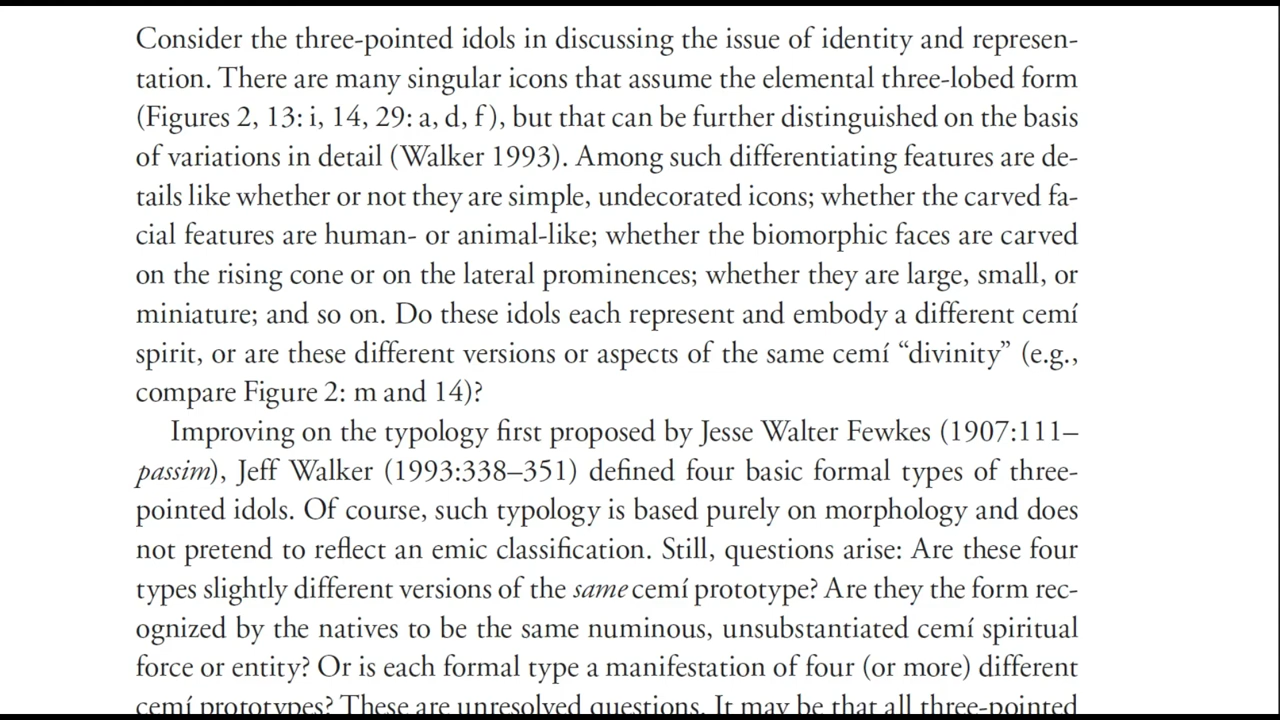 Consider the three-pointed idols in discussing the issue of identity and represen-
tation. There are many singular icons that assume the elemental three-lobed form
(Figures 2, 13: i, 14, 29: a, d, f), but that can be further distinguished on the basis
of variations in detail (Walker 1993). Among such differentiating features are de-
tails like whether or not they are simple, undecorated icons; whether the carved fa-
cial features are human- or animal-like; whether the biomorphic faces are carved
on the rising cone or on the lateral prominences; whether they are large, small, or
miniature; and so on. Do these idols each represent and embody a different cemí
spirit, or are these different versions or aspects of the same cemí “divinity” (e.g.,
compare Figure 2: m and 14)?
Improving on the typology first proposed by Jesse Walter Fewkes (1907:111–
passim), Jeff Walker (1993:338–351) defined four basic formal types of three-
pointed idols. Of course, such typology is based purely on morphology and does
not pretend to reflect an emic classification. Still, questions arise: Are these four
types slightly different versions of the same cemí prototype? Are they the form rec-
ognized by the natives to be the same numinous, unsubstantiated cemí spiritual
force or entity? Or is each formal type a manifestation of four (or more) different
cemí prototypes? These are unresolved questions. It may be that all three-pointed